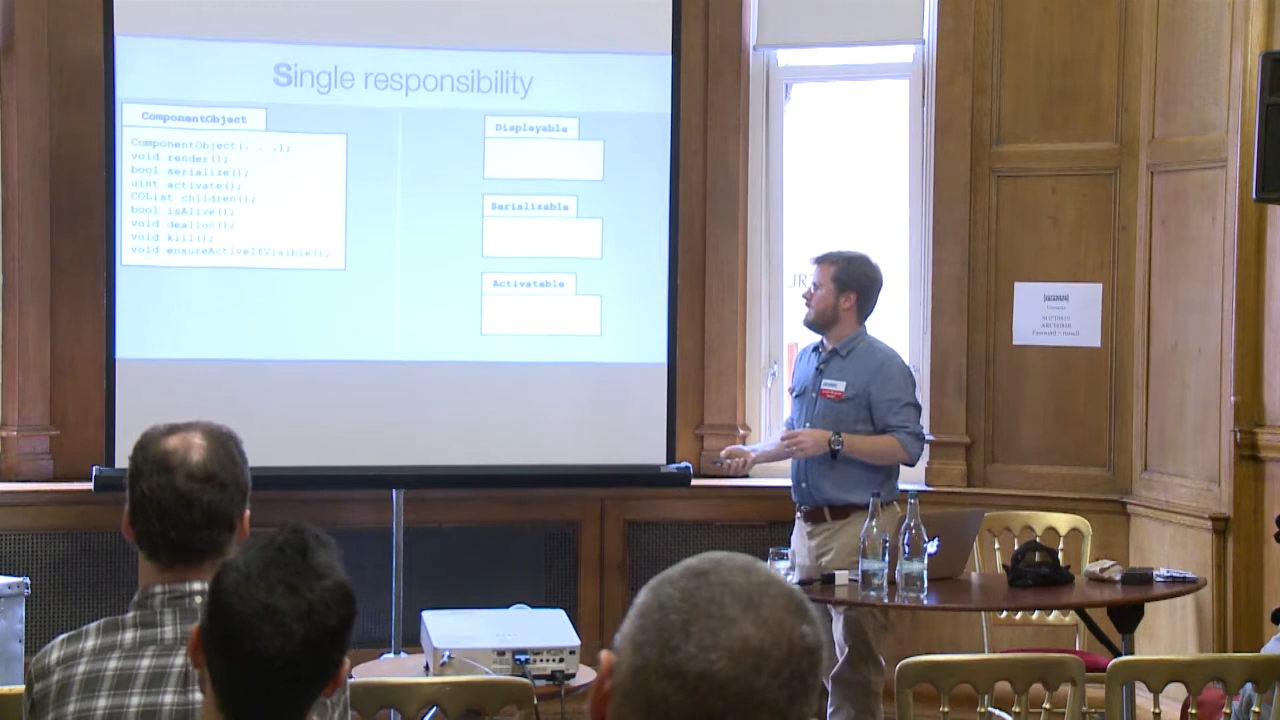 Single responsibility
ComponentObject
ComponentObject(. . .);
void render();
bool serialize();
uint activate();
COList children();
bool isAlive();
void dealloc();
void kill();
void ensureActiveIfVisible();
Displayable
Serializable
Activatable